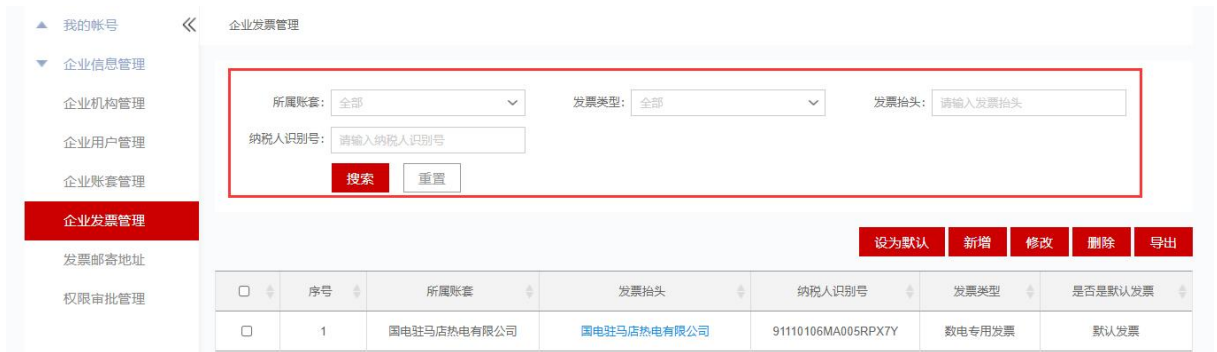 我的帐号
企业发票管理
企业信息管理
企业机构管理
企业用户管理
企业账套管理
企业发票管理
发票邮寄地址
权限审批管理
所属账套： 全部 发票类型： 全部 发票抬头： 请输入发票抬头
纳税人识别号： 请输入纳税人识别号
搜索 重置
设为默认 新增 修改 删除 导出
序号 所属账套 发票抬头 纳税人识别号 发票类型 是否是默认发票
1 国电驻马店热电有限公司 国电驻马店热电有限公司 91110106MA005RPX7Y 数电专用发票 默认发票